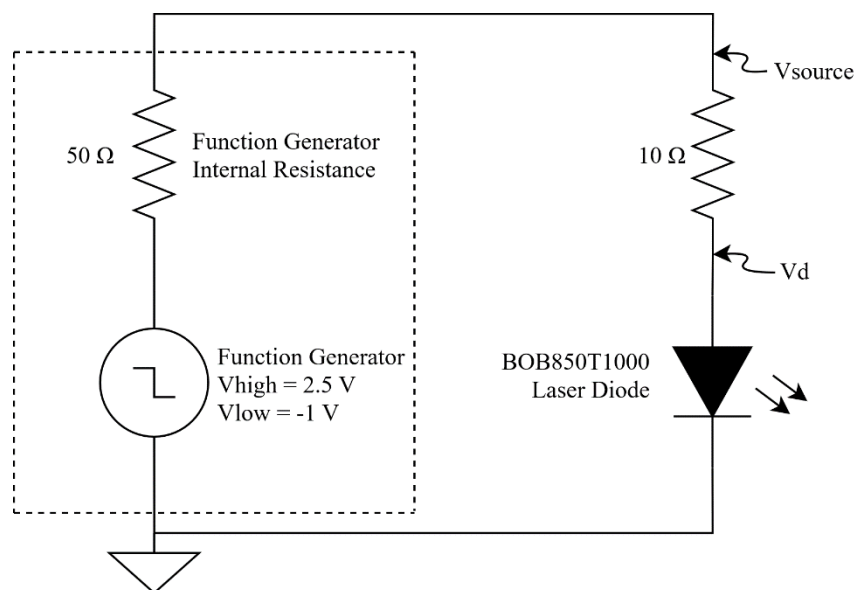 Vsource
50 Ω
Function Generator
Internal Resistance
10 Ω
Vd
Function Generator
Vhigh = 2.5 V
Vlow = -1 V
BOB850T1000
Laser Diode